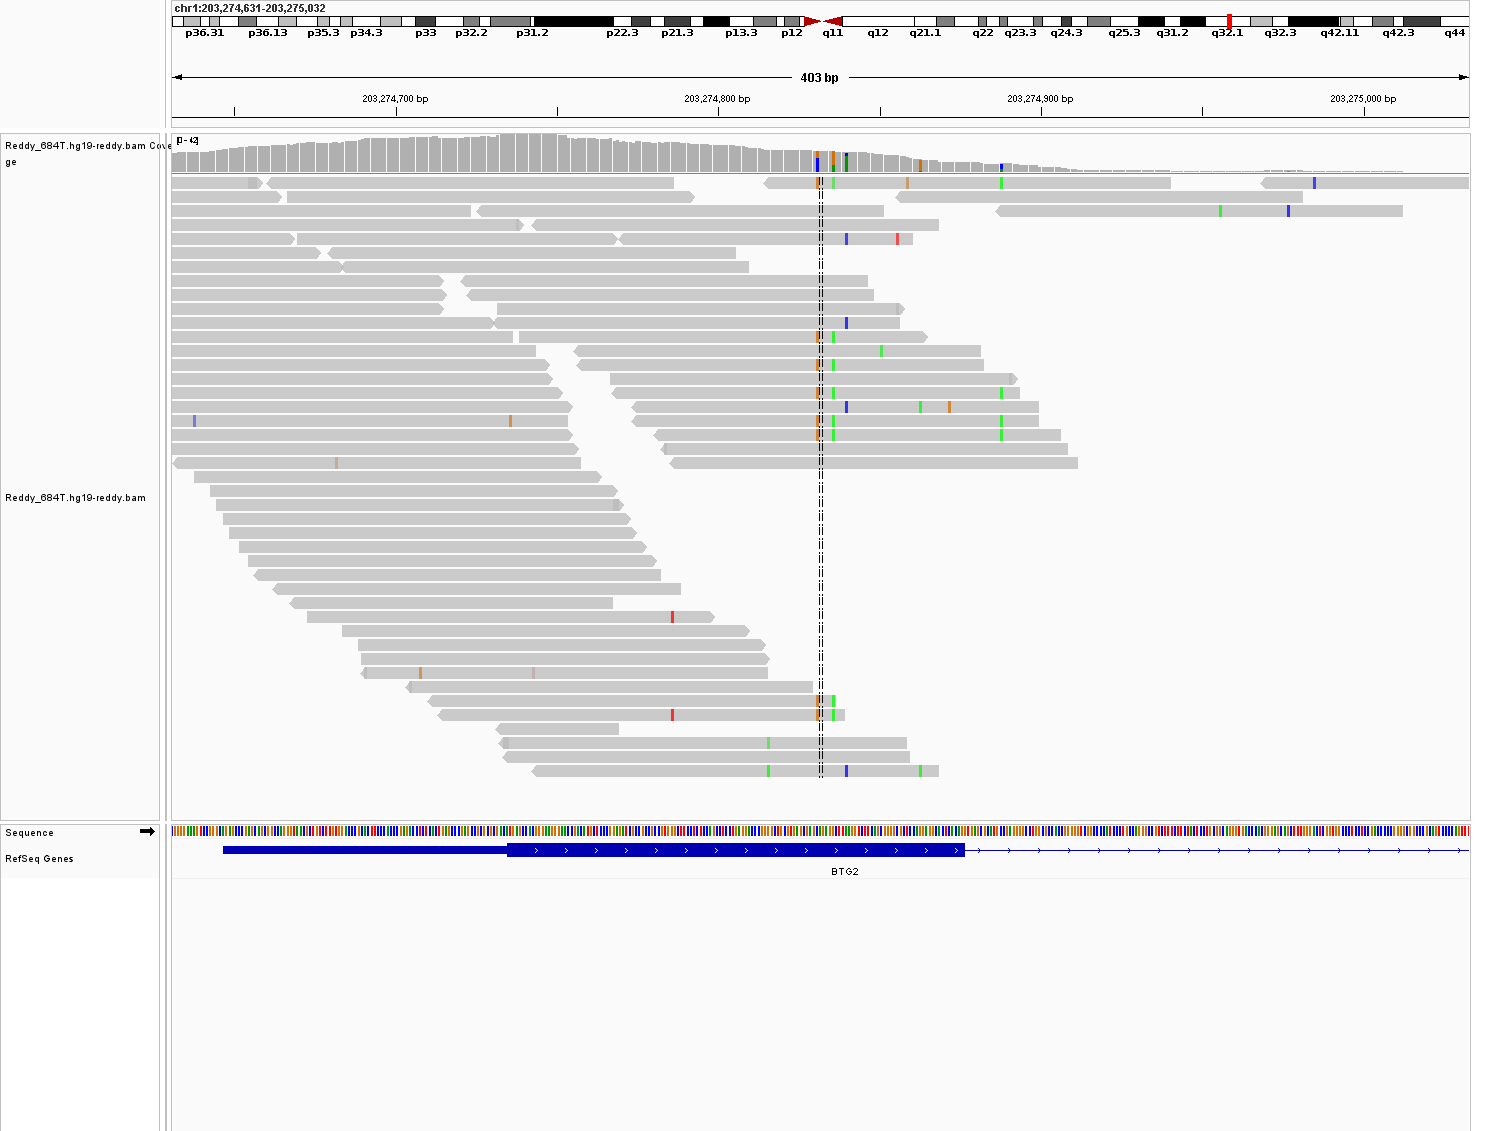 chr1:203,274,631-203,275,032
p36.31 p36.13 p35.3 p34.3 p33 p32.2 p31.2 p22.3 p21.3 p13.3 p12 q11 q12 q21.1 q22 q23.3 q24.3 q25.3 q31.2 q32.1 q32.3 q42.11 q42.3 q44
403 bp
203,274,700 bp 203,274,800 bp 203,274,900 bp 203,275,000 bp
Reddy_684T.hg19-reddy.bam Cove
ge
[0 - 42]
Reddy_684T.hg19-reddy.bam
Sequence
RefSeq Genes
BTG2